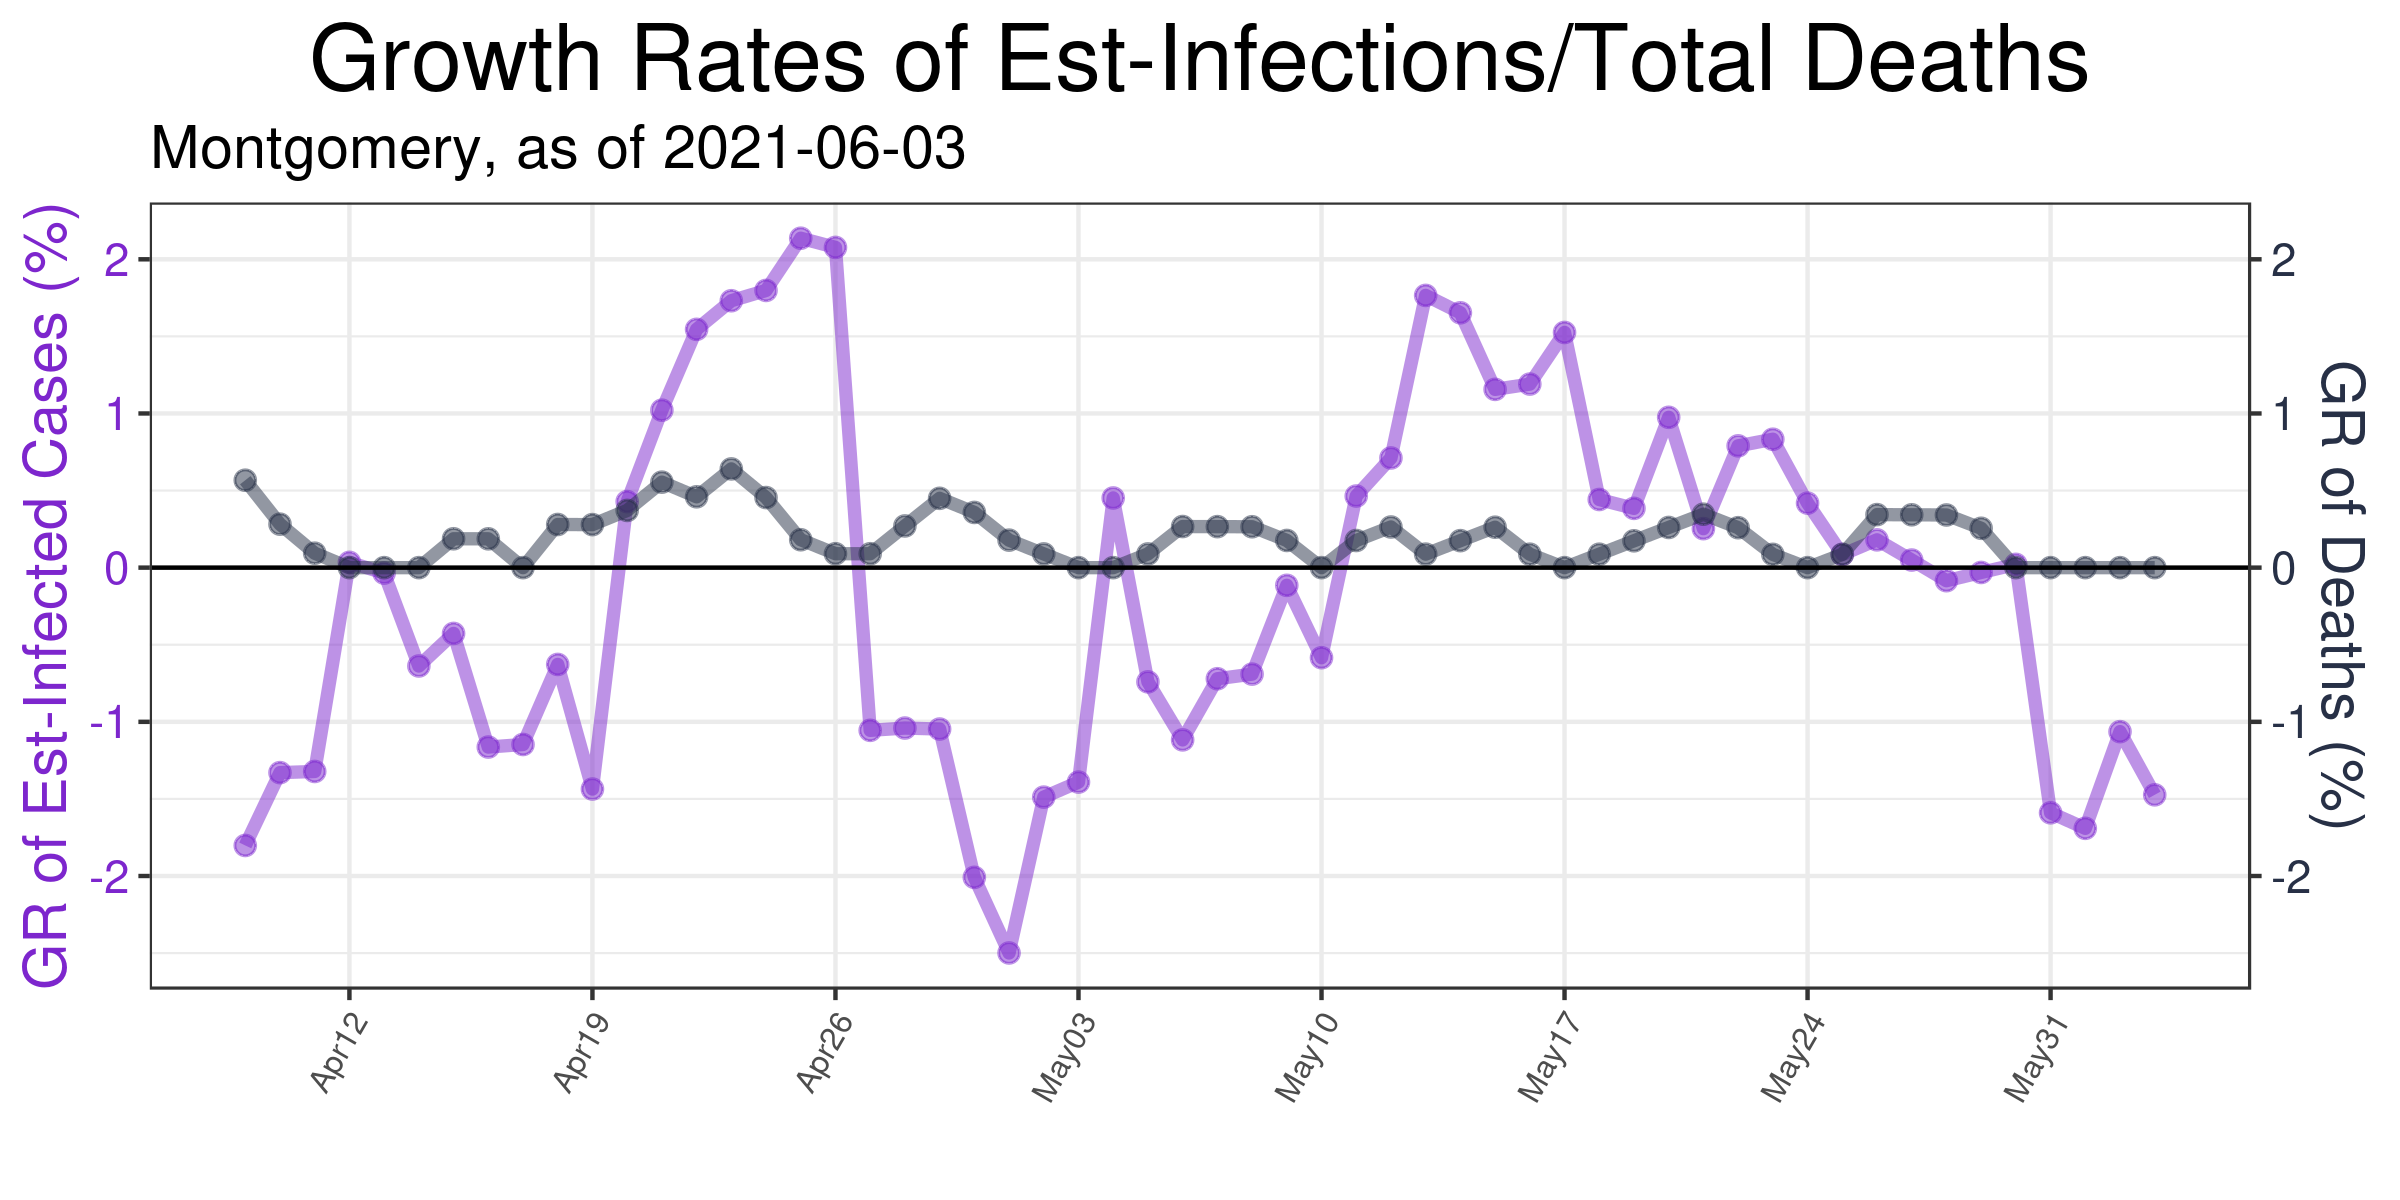 Growth Rates of Est-Infections/Total Deaths
Montgomery, as of 2021-06-03
GR of Est-Infected Cases (%)
2
1
0
-1
-2
2
1
0
-1
-2
GR of Deaths (%)
Apr12
Apr19
Apr26
May03
May10
May17
May24
May31